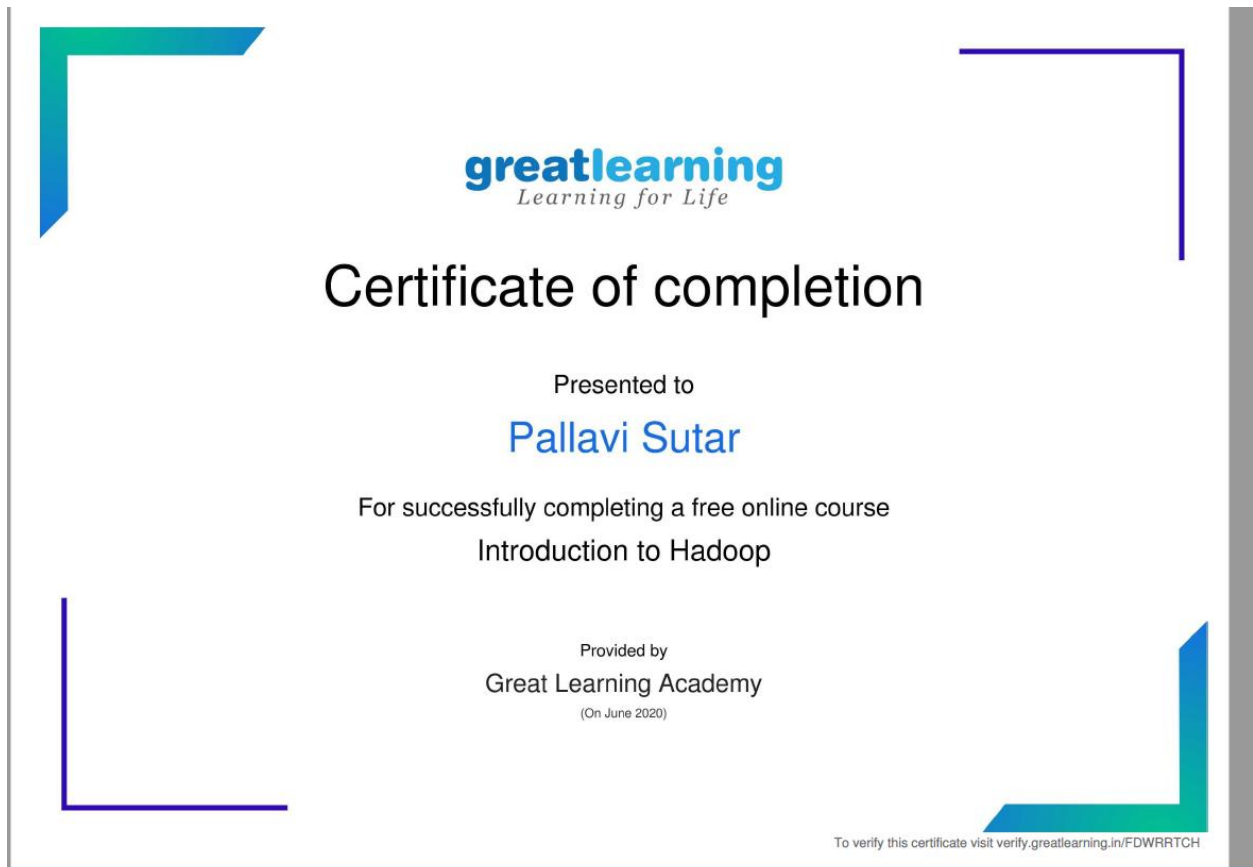 greatlearning
Learning for Life
Certificate of completion
Presented to
Pallavi Sutar
For successfully completing a free online course
Introduction to Hadoop
Provided by
Great Learning Academy
(On June 2020)
To verify this certificate visit verify.greatlearning.in/FDWRRTCH